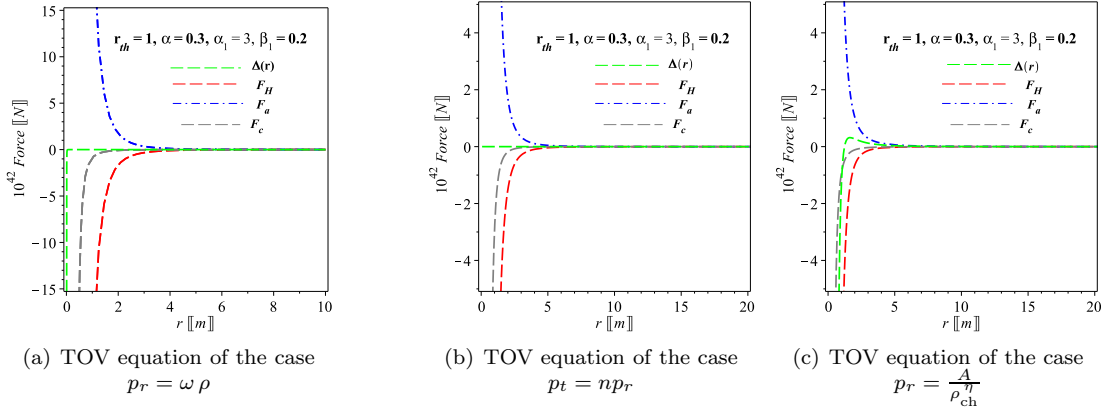 15
10
5
0
-5
-10
-15
10^42 Force [[N]]
r_th = 1, α = 0.3, α_1 = 3, β_1 = 0.2
Δ(r)
F_H
F_a
F_c
0 2 4 6 8 10
r [[m]]
(a) TOV equation of the case
p_r = ω ρ
4
2
0
-2
-4
10^42 Force [[N]]
r_th = 1, α = 0.3, α_1 = 3, β_1 = 0.2
Δ(r)
F_H
F_a
F_c
0 5 10 15 20
r [[m]]
(b) TOV equation of the case
p_t = np_r
4
2
0
-2
-4
10^42 Force [[N]]
r_th = 1, α = 0.3, α_1 = 3, β_1 = 0.2
Δ(r)
F_H
F_a
F_c
0 5 10 15 20
r [[m]]
(c) TOV equation of the case
p_r = A / ρ_ch^η